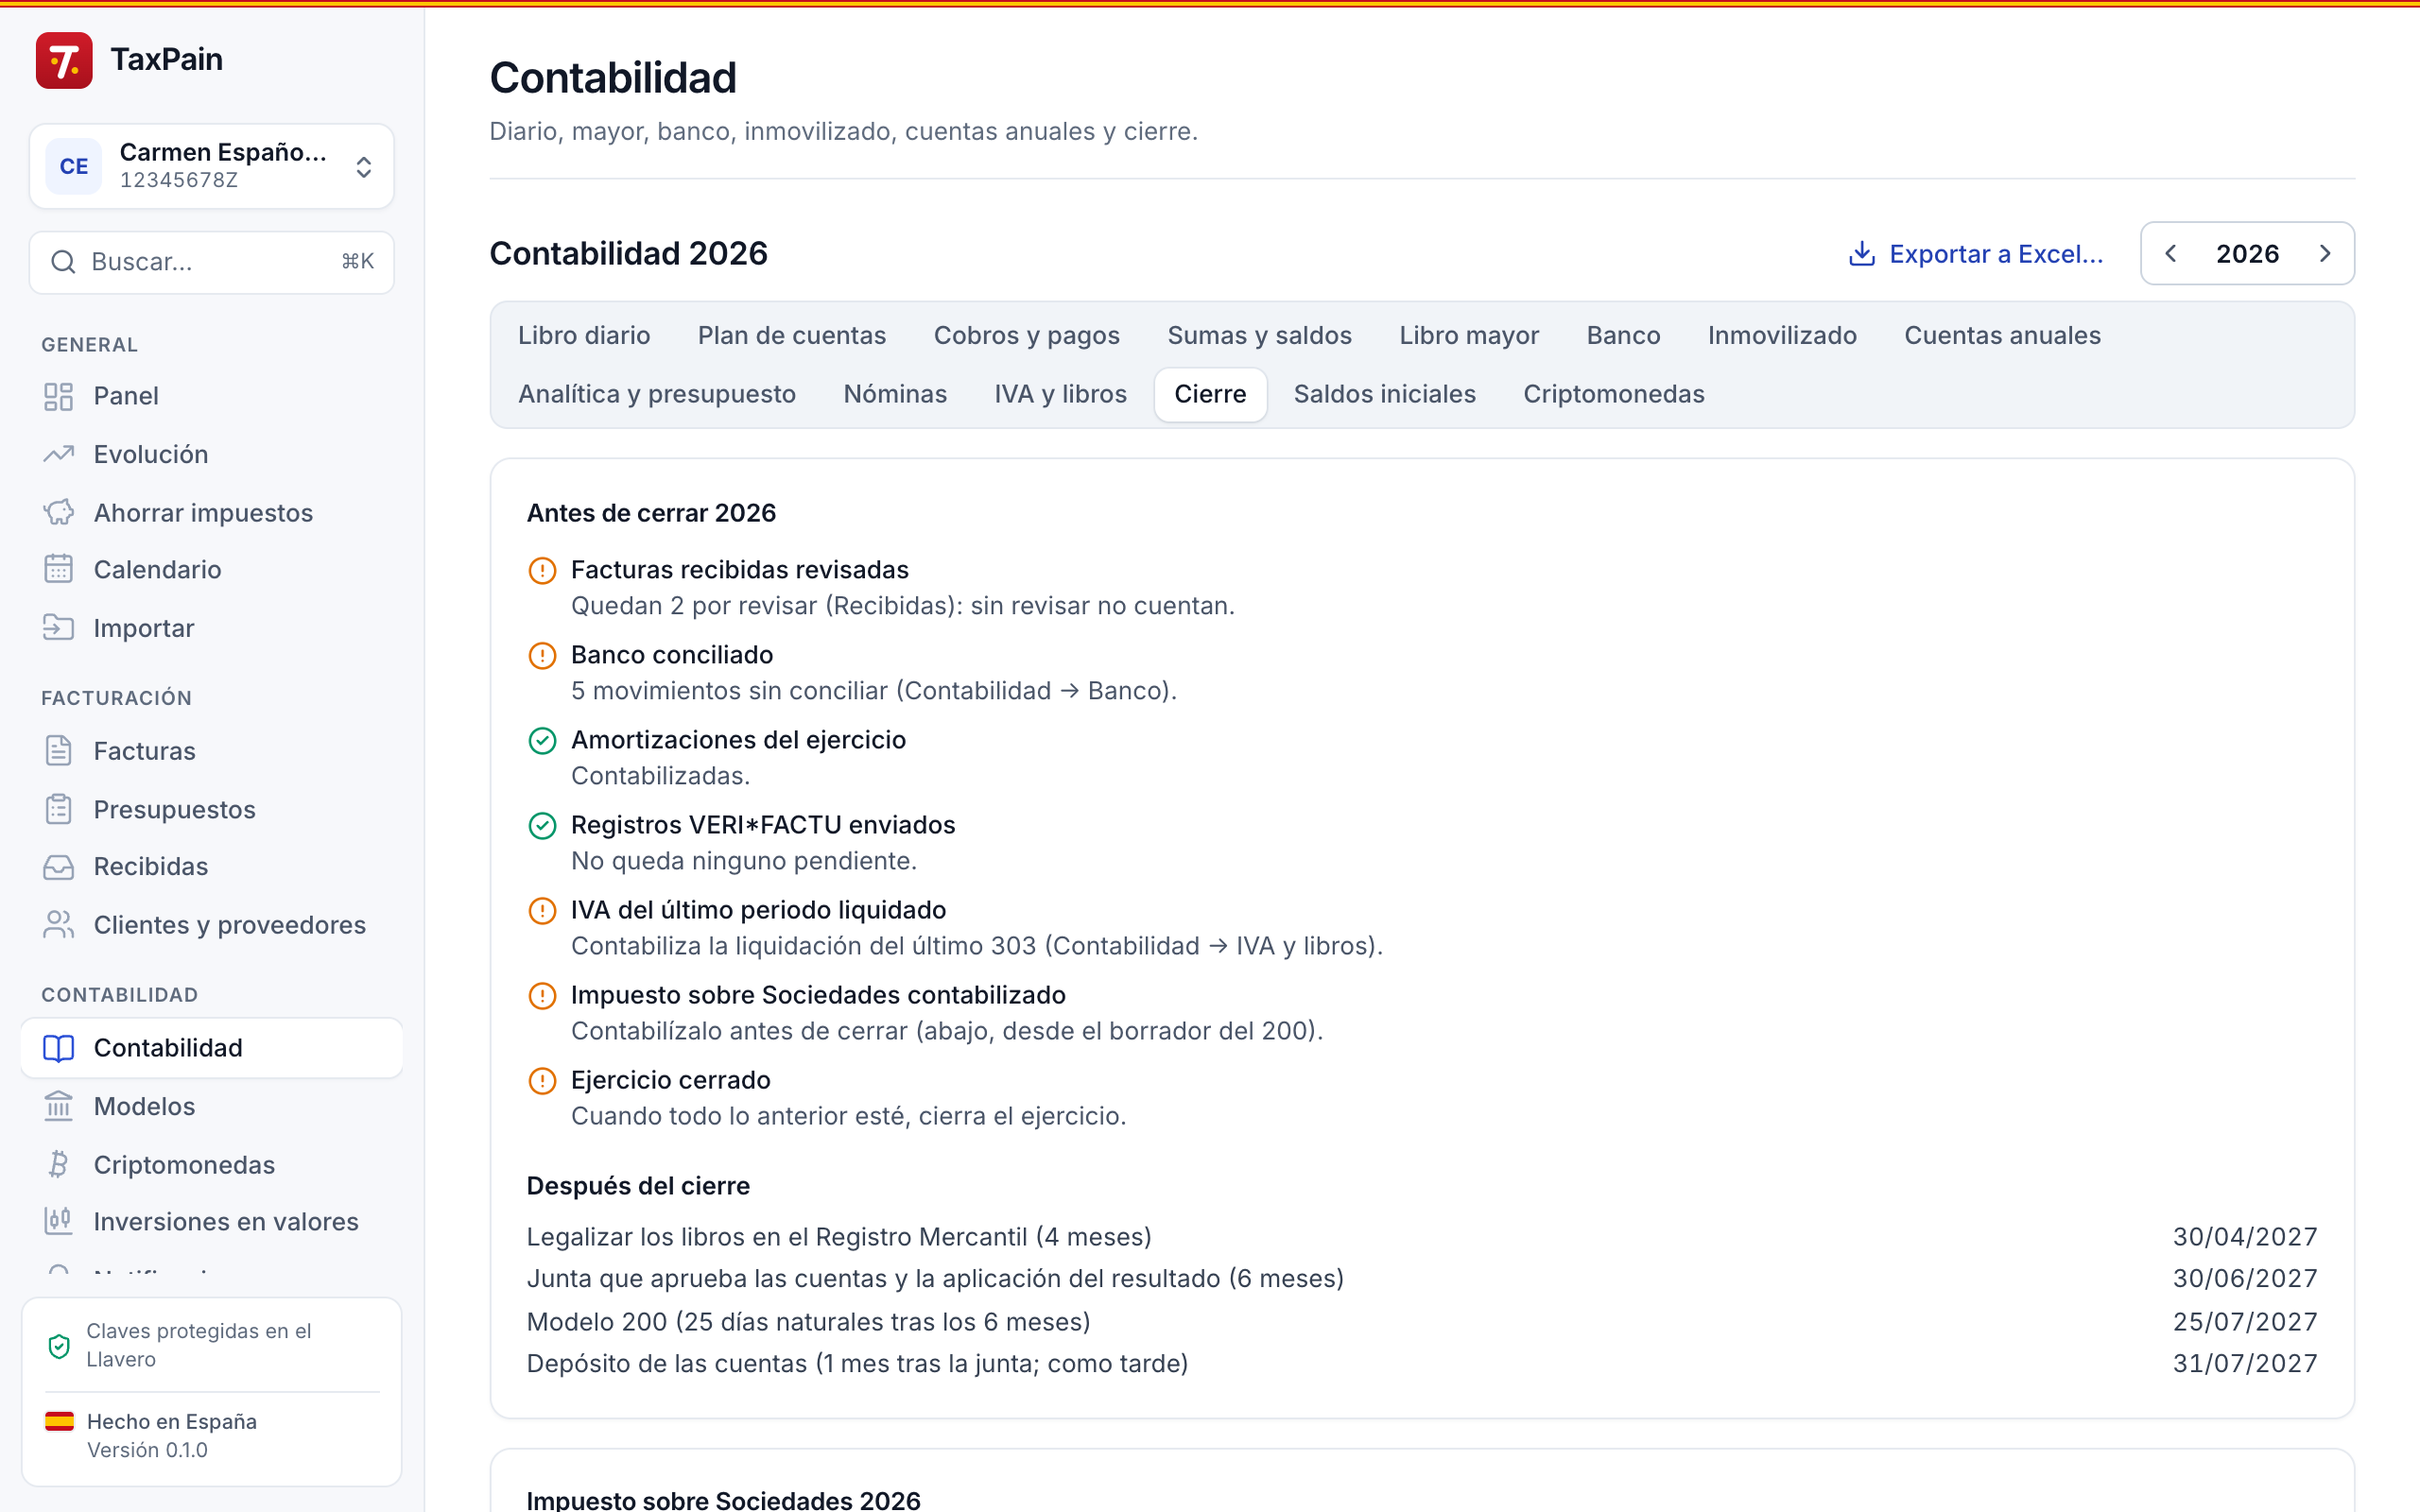 TaxPain
CE
Carmen Españo...
12345678Z
Buscar...
⌘K
GENERAL
Panel
Evolución
Ahorrar impuestos
Calendario
Importar
FACTURACIÓN
Facturas
Presupuestos
Recibidas
Clientes y proveedores
CONTABILIDAD
Contabilidad
Modelos
Criptomonedas
Inversiones en valores
Claves protegidas en el
Llavero
Hecho en España
Versión 0.1.0
Contabilidad
Diario, mayor, banco, inmovilizado, cuentas anuales y cierre.
Contabilidad 2026
Exportar a Excel...
2026
Libro diario
Plan de cuentas
Cobros y pagos
Sumas y saldos
Libro mayor
Banco
Inmovilizado
Cuentas anuales
Analítica y presupuesto
Nóminas
IVA y libros
Cierre
Saldos iniciales
Criptomonedas
Antes de cerrar 2026
Facturas recibidas revisadas
Quedan 2 por revisar (Recibidas): sin revisar no cuentan.
Banco conciliado
5 movimientos sin conciliar (Contabilidad → Banco).
Amortizaciones del ejercicio
Contabilizadas.
Registros VERI*FACTU enviados
No queda ninguno pendiente.
IVA del último periodo liquidado
Contabiliza la liquidación del último 303 (Contabilidad → IVA y libros).
Impuesto sobre Sociedades contabilizado
Contabilízalo antes de cerrar (abajo, desde el borrador del 200).
Ejercicio cerrado
Cuando todo lo anterior esté, cierra el ejercicio.
Después del cierre
Legalizar los libros en el Registro Mercantil (4 meses) 30/04/2027
Junta que aprueba las cuentas y la aplicación del resultado (6 meses) 30/06/2027
Modelo 200 (25 días naturales tras los 6 meses) 25/07/2027
Depósito de las cuentas (1 mes tras la junta; como tarde) 31/07/2027
Impuesto sobre Sociedades 2026